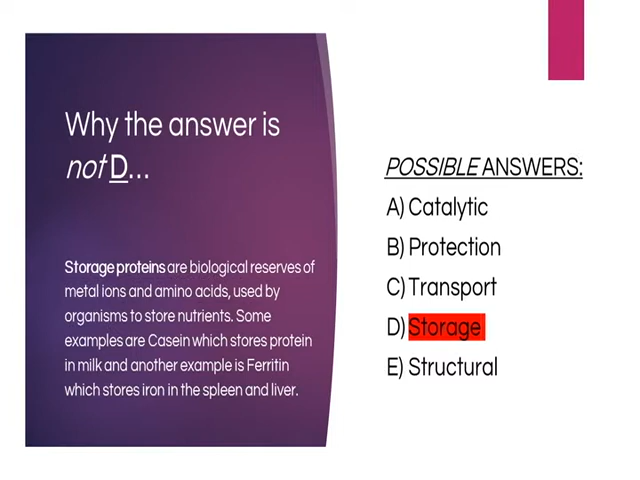 Why the answer is
not D...
Storage proteins are biological reserves of
metal ions and amino acids, used by
organisms to store nutrients. Some
examples are Casein which stores protein
in milk and another example is Ferritin
which stores iron in the spleen and liver.
POSSIBLE ANSWERS:
A) Catalytic
B) Protection
C) Transport
D) Storage
E) Structural